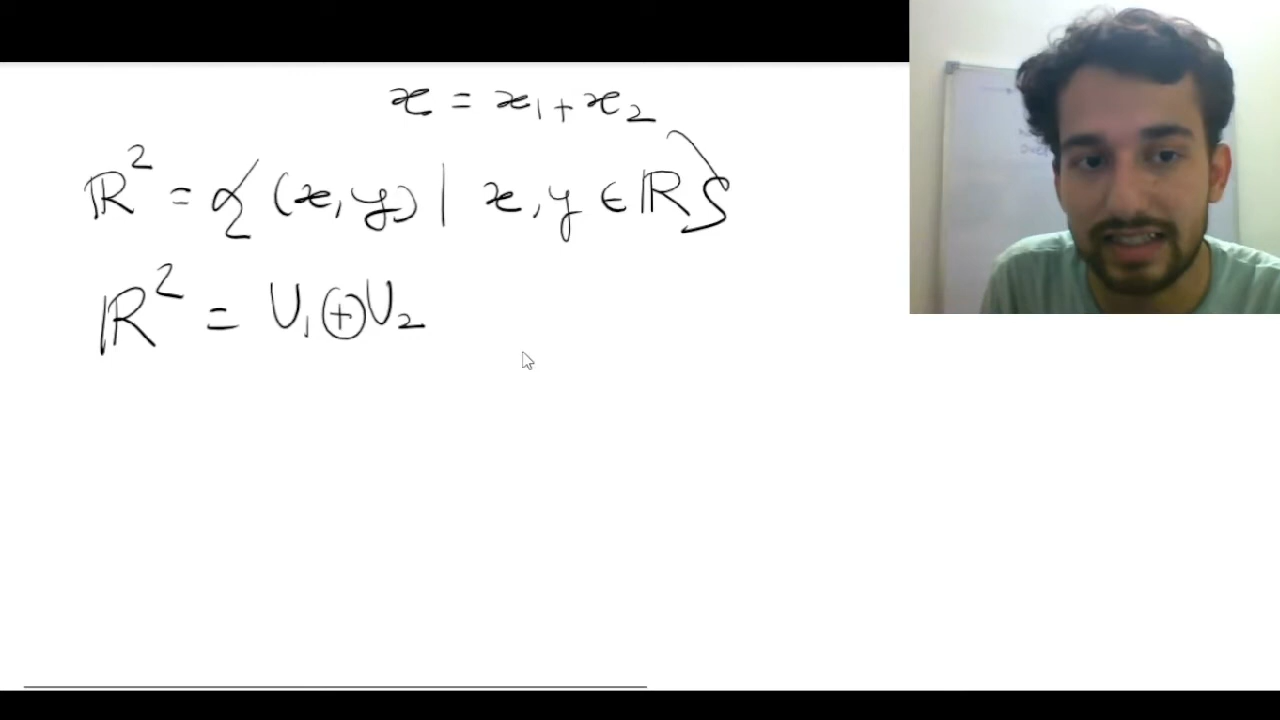 x = x₁ + x₂
ℝ² = { (x, y) | x, y ∈ ℝ }
ℝ² = U₁ ⊕ U₂